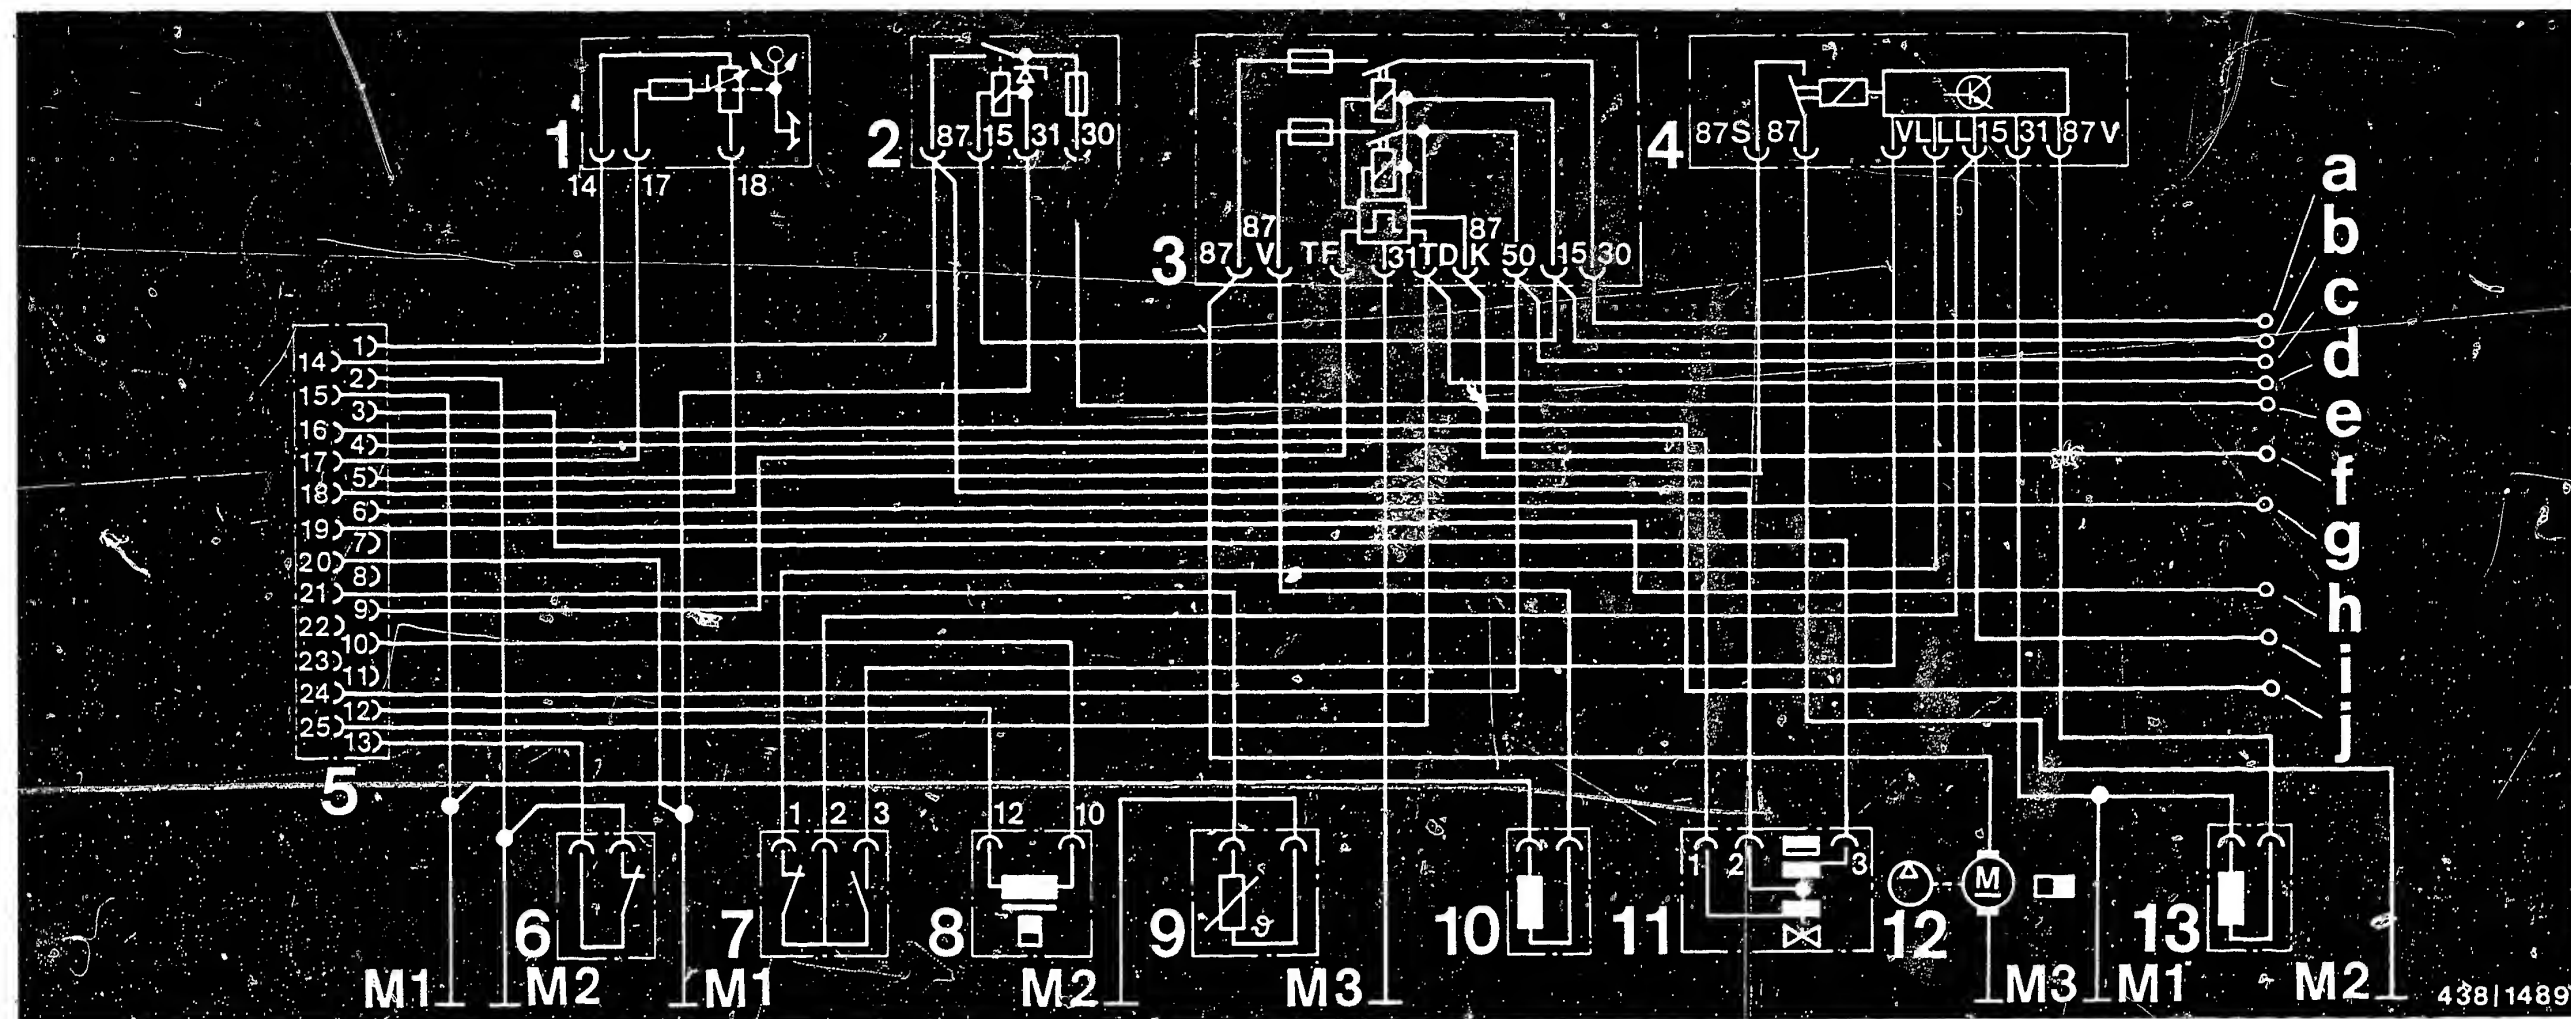 1
14 17 18
2
87 15 31 30
3
87
87 V TF 31 TD K 50 15 30
87
4
87S 87 VL LL 15 31 87V
a
b
c
d
e
f
g
h
i
j
1
14
2
15
3
16
4
17
5
18
6
19
7
20
8
21
9
22
10
23
11
24
12
25
13
5
6
1 2 3
7
12 10
8
9
ϑ
10
1 2 3
11
12
M
13
M1 M2 M1 M2 M3 M3 M1 M2
438/1489